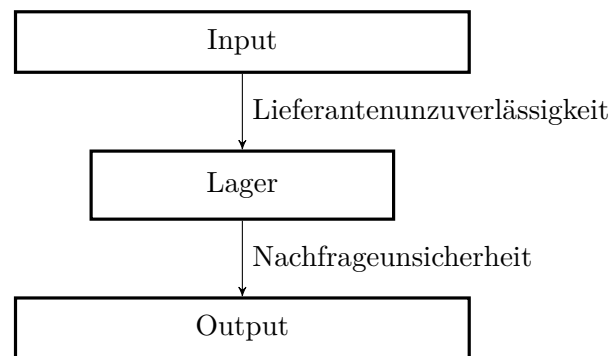 Input
Lieferantenunzuverlässigkeit
Lager
Nachfrageunsicherheit
Output